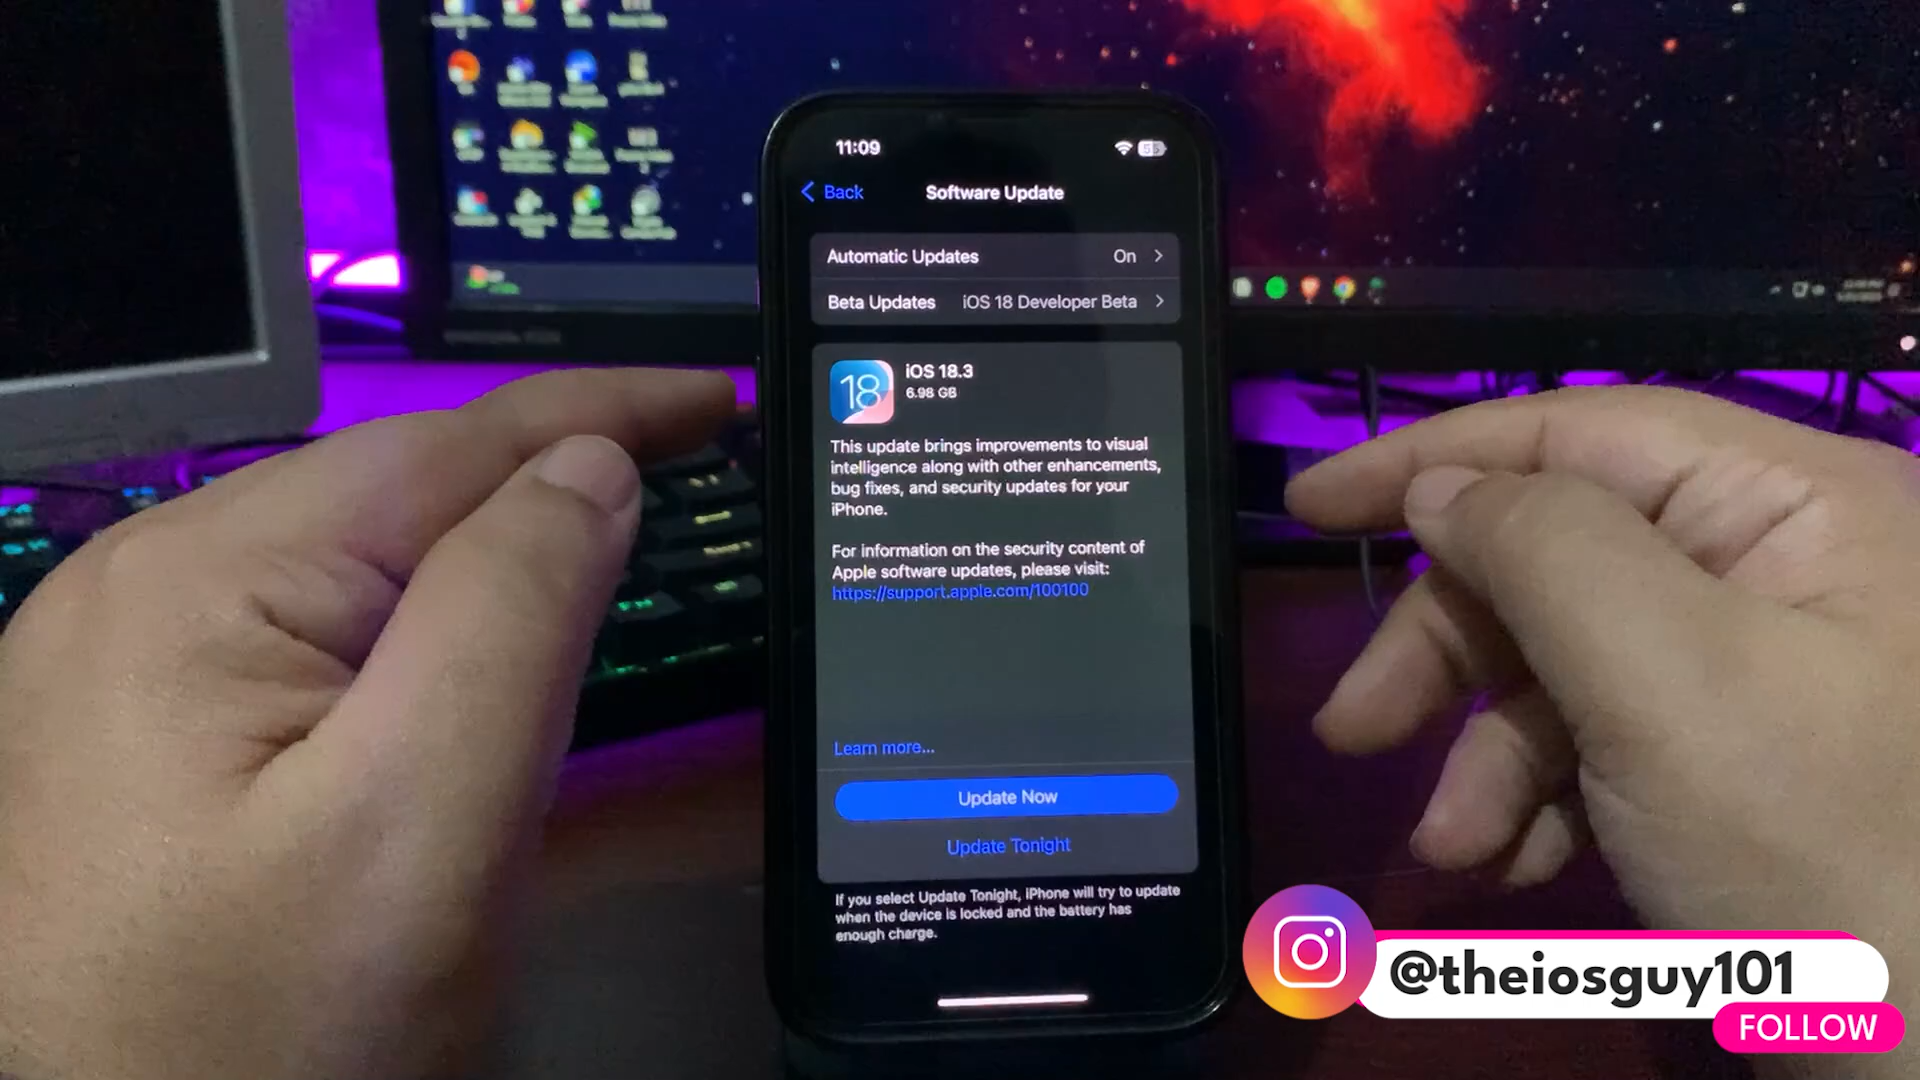 11:09
Back
Software Update
Automatic Updates On
Beta Updates iOS 18 Developer Beta
18
iOS 18.3
6.98 GB
This update brings improvements to visual
intelligence along with other enhancements,
bug fixes, and security updates for your
iPhone.
For information on the security content of
Apple software updates, please visit:
https://support.apple.com/100100
Learn more...
Update Now
Update Tonight
If you select Update Tonight, iPhone will try to update
when the device is locked and the battery has
enough charge.
@theiosguy101
FOLLOW